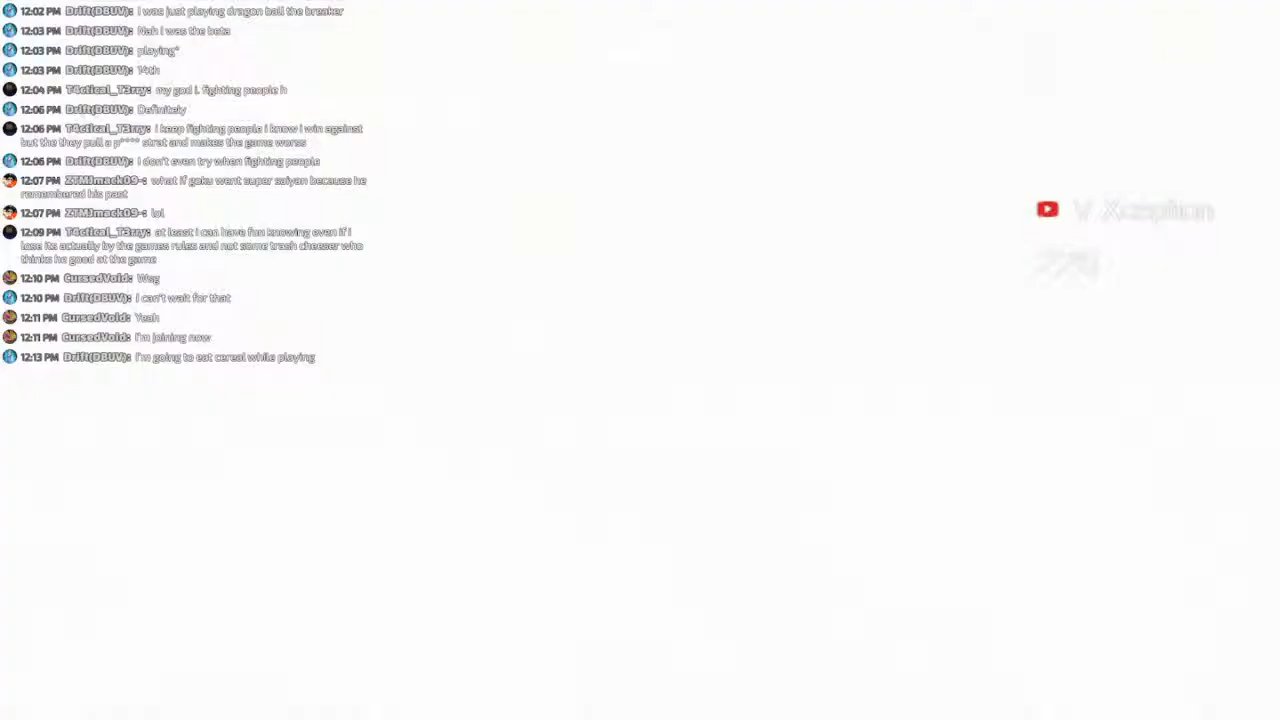 12:02 PM Drift(DBUV): I was just playing dragon ball the breaker
12:03 PM Drift(DBUV): Nah I was the beta
12:03 PM Drift(DBUV): playing*
12:03 PM Drift(DBUV): 14th
12:04 PM T4ctical_T3rry: my god i. fighting people h
12:06 PM Drift(DBUV): Definitely
12:06 PM T4ctical_T3rry: i keep fighting people i know i win against
but the they pull a p**** strat and makes the game worss
12:06 PM Drift(DBUV): I don't even try when fighting people
12:07 PM ZTMJmack09-: what if goku went super saiyan because he
remembered his past
12:07 PM ZTMJmack09-: lol
12:09 PM T4ctical_T3rry: at least i can have fun knowing even if i
lose its actually by the games rules and not some trash cheeser who
thinks he good at the game
12:10 PM CursedVoid: Wsg
12:10 PM Drift(DBUV): I can't wait for that
12:11 PM CursedVoid: Yeah
12:11 PM CursedVoid: I'm joining now
12:13 PM Drift(DBUV): I'm going to eat cereal while playing
V Xception